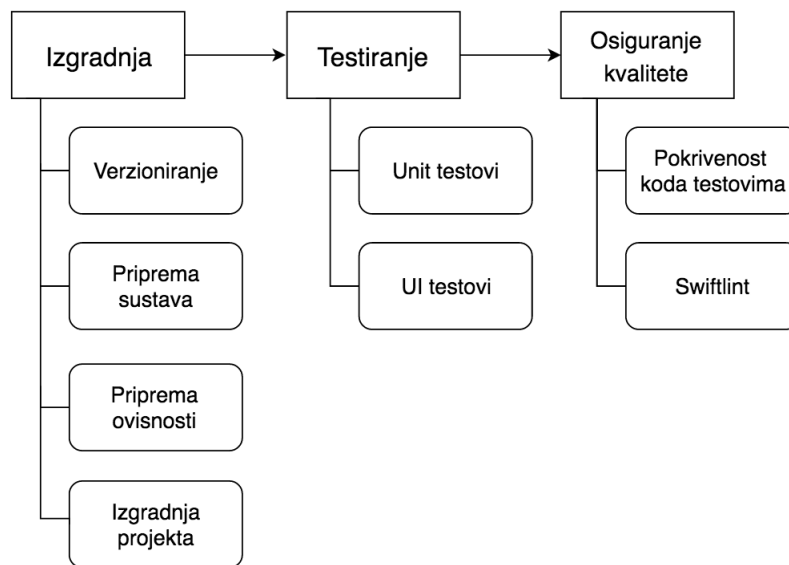 Izgradnja
Verzioniranje
Priprema
sustava
Priprema
ovisnosti
Izgradnja
projekta
Testiranje
Unit testovi
UI testovi
Osiguranje
kvalitete
Pokrivenost
koda testovima
Swiftlint